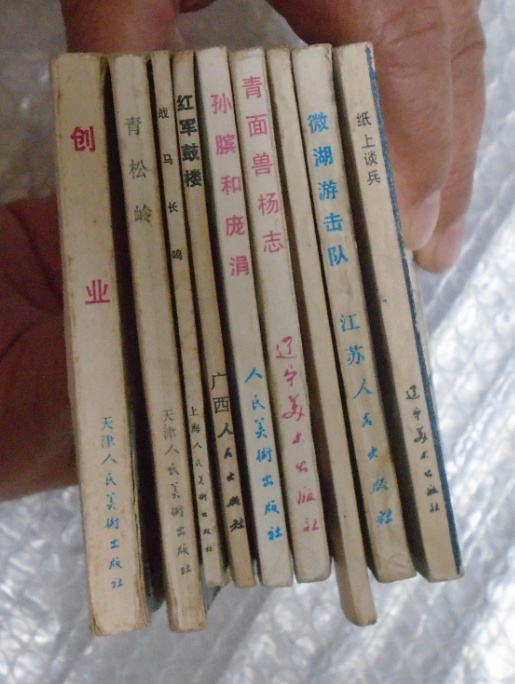 创业
天津人民美術出版社
青松岭
天津人民美術出版社
战马长鸣
上海人民美術出版社
红军鼓楼
广西人民出版社
孙膑和庞涓
人民美術出版社
青面兽杨志
辽宁美术出版社
微湖游击队
江苏人民出版社
纸上谈兵
辽宁美术出版社